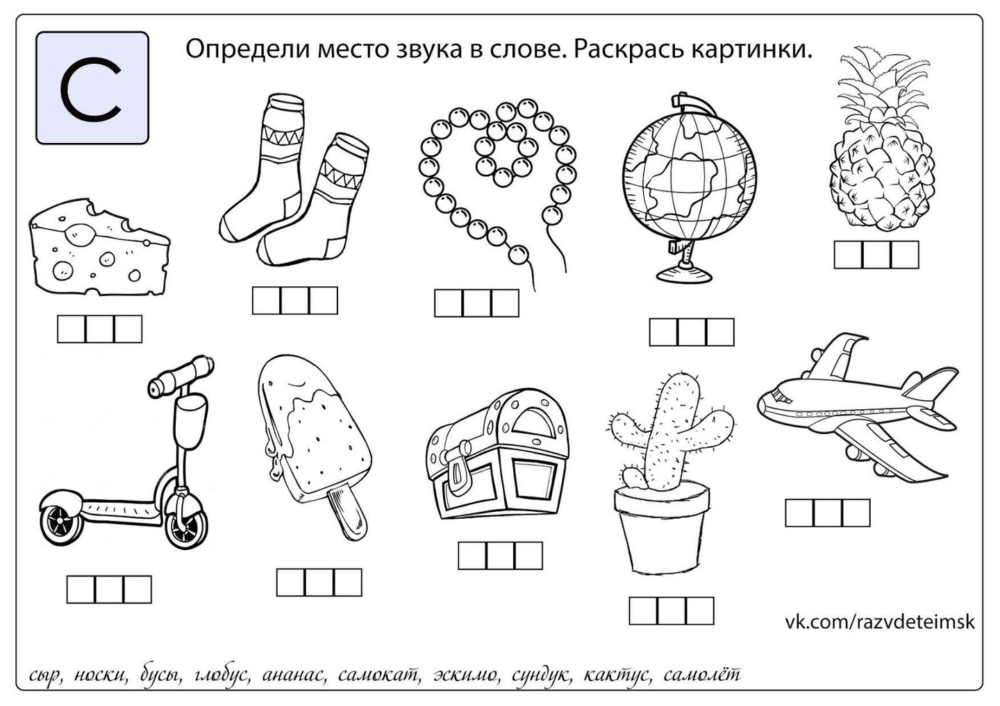 С
Определи место звука в слове. Раскрась картинки.
vk.com/razvdeteimsk
сыр, носки, бусы, глобус, ананас, самокат, эскимо, сундук, кактус, самолёт